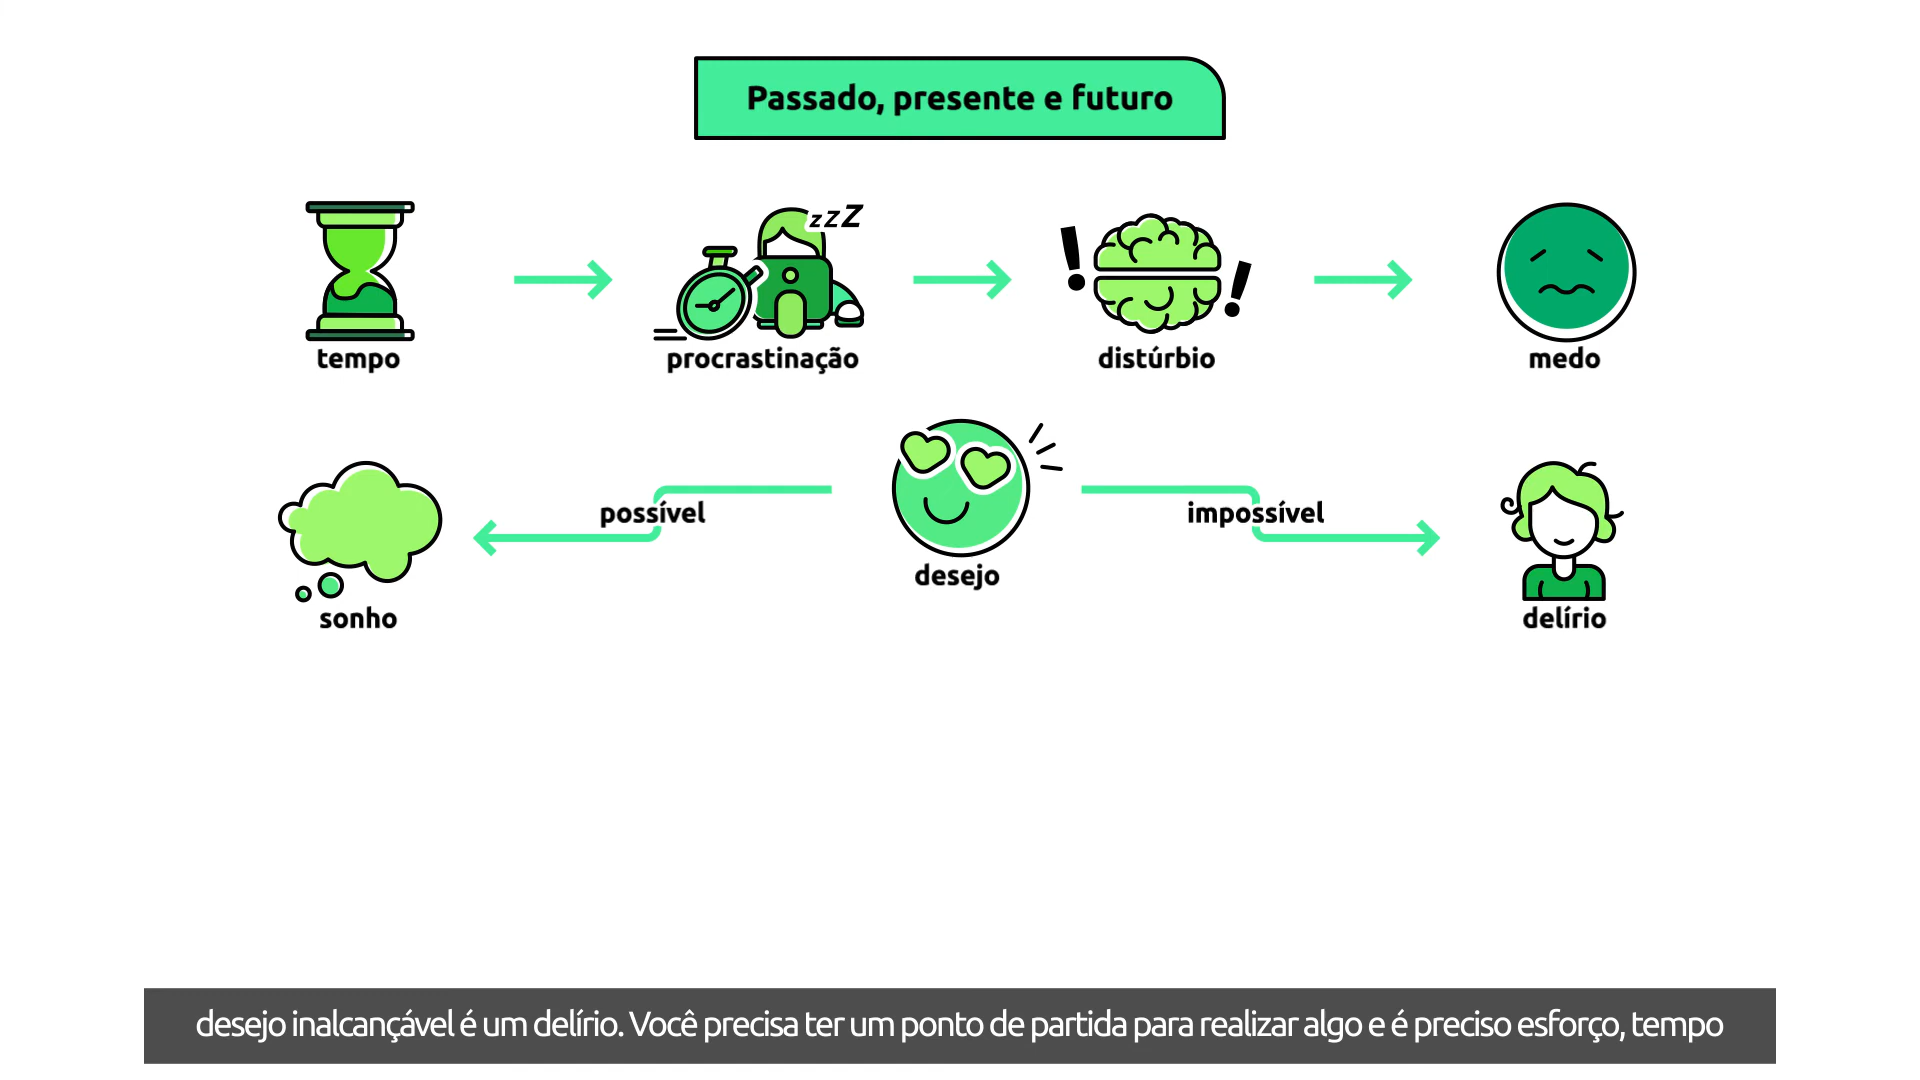 Passado, presente e futuro
zzZ
tempo
procrastinação
distúrbio
medo
possível
impossível
desejo
sonho
delírio
desejo inalcançável é um delírio. Você precisa ter um ponto de partida para realizar algo e é preciso esforço, tempo